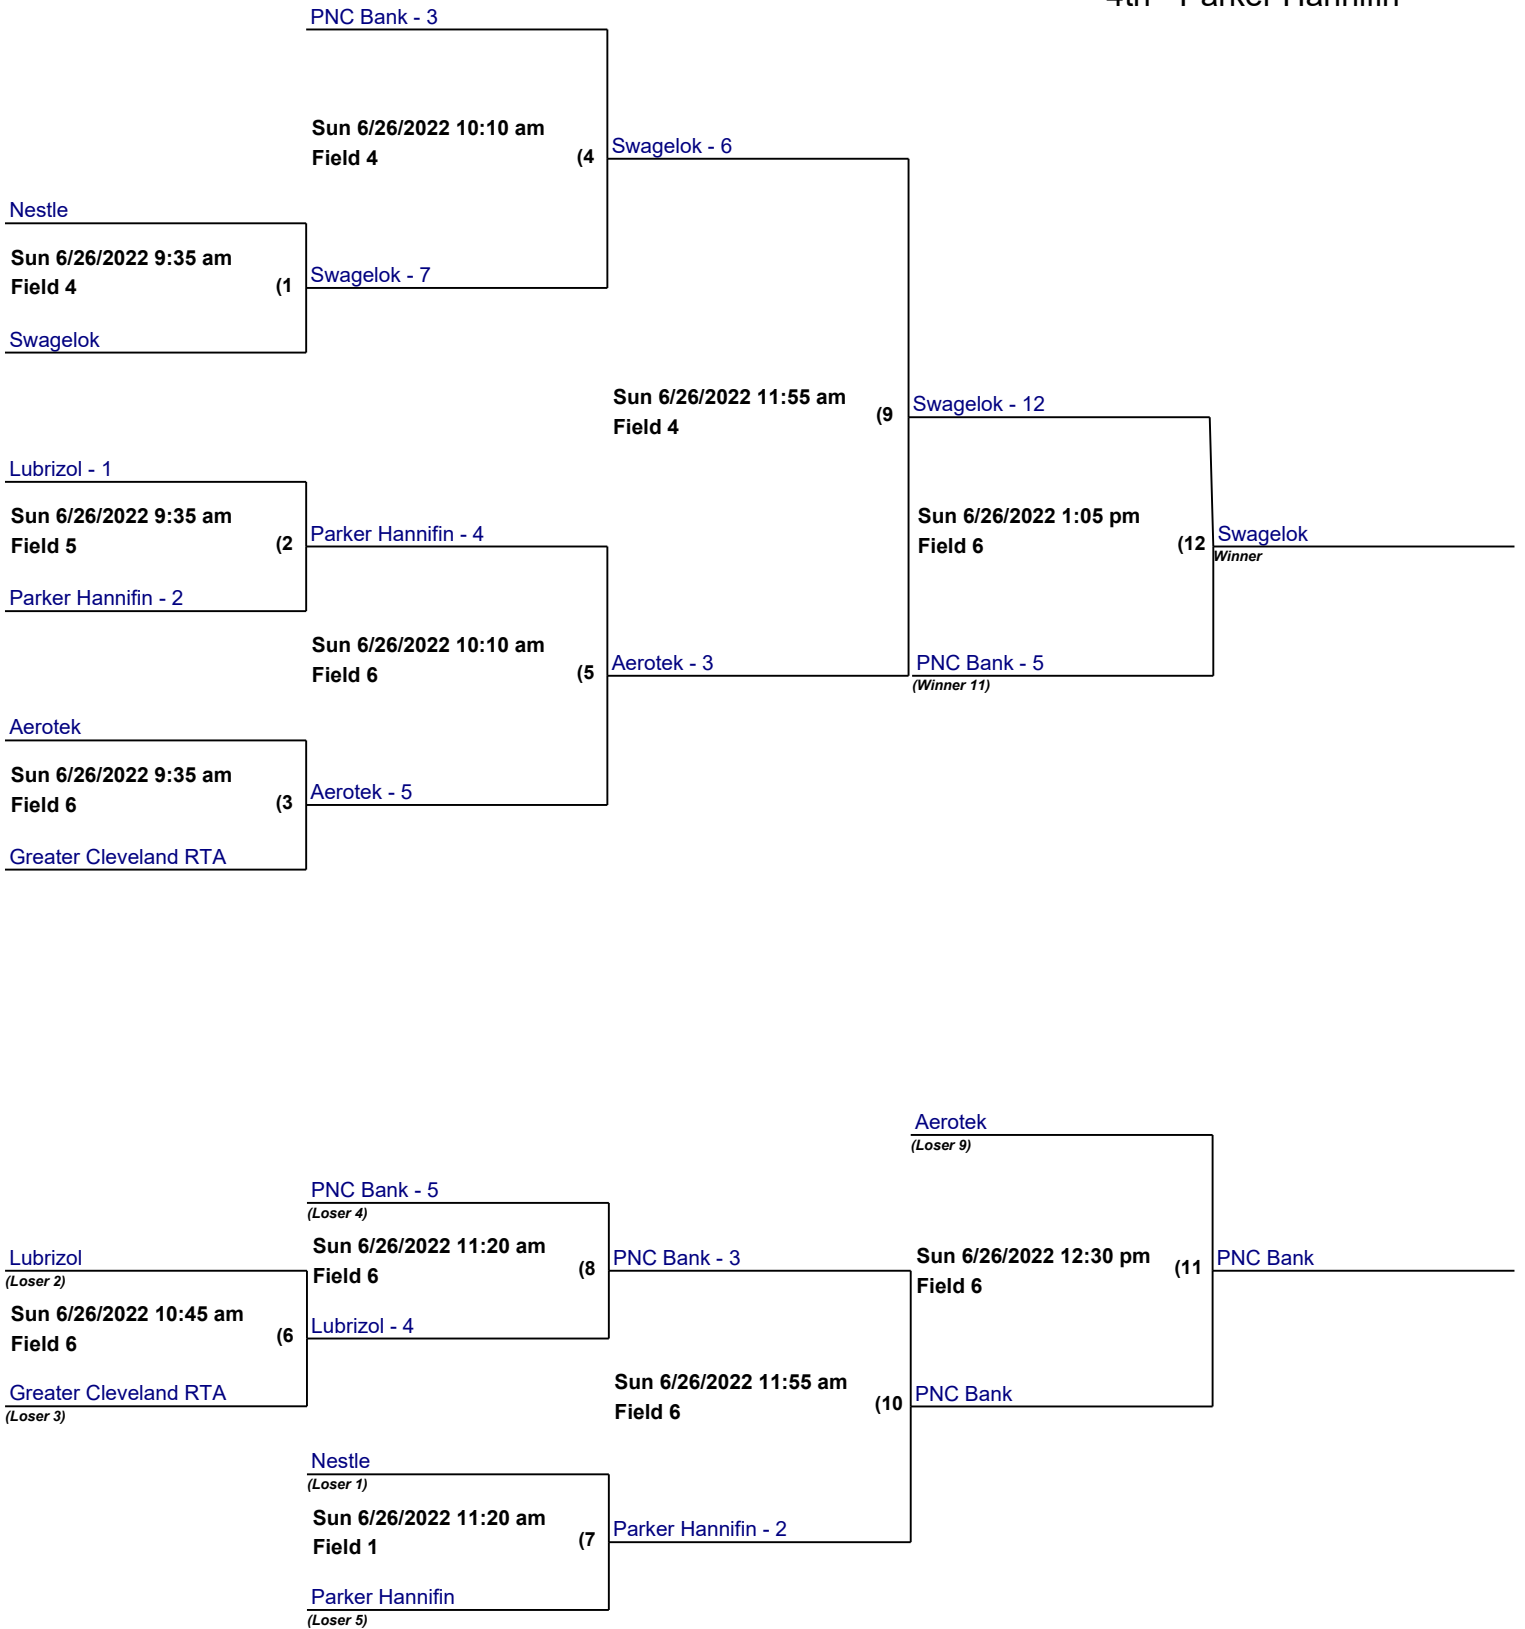 4th - Parker Hannifin
PNC Bank - 3
Sun 6/26/2022 10:10 am
Field 4
(4
Swagelok - 6
Nestle
Sun 6/26/2022 9:35 am
Field 4
(1
Swagelok - 7
Swagelok
Sun 6/26/2022 11:55 am
Field 4
(9
Swagelok - 12
Lubrizol - 1
Sun 6/26/2022 9:35 am
Field 5
(2
Parker Hannifin - 4
Sun 6/26/2022 1:05 pm
Field 6
(12
Swagelok
Winner
Parker Hannifin - 2
Sun 6/26/2022 10:10 am
Field 6
(5
Aerotek - 3
PNC Bank - 5
(Winner 11)
Aerotek
Sun 6/26/2022 9:35 am
Field 6
(3
Aerotek - 5
Greater Cleveland RTA
Aerotek
(Loser 9)
PNC Bank - 5
(Loser 4)
Sun 6/26/2022 11:20 am
Field 6
(8
PNC Bank - 3
Sun 6/26/2022 12:30 pm
Field 6
(11
PNC Bank
Lubrizol
(Loser 2)
Sun 6/26/2022 10:45 am
Field 6
(6
Lubrizol - 4
Greater Cleveland RTA
(Loser 3)
Sun 6/26/2022 11:55 am
Field 6
(10
PNC Bank
Nestle
(Loser 1)
Sun 6/26/2022 11:20 am
Field 1
(7
Parker Hannifin - 2
Parker Hannifin
(Loser 5)